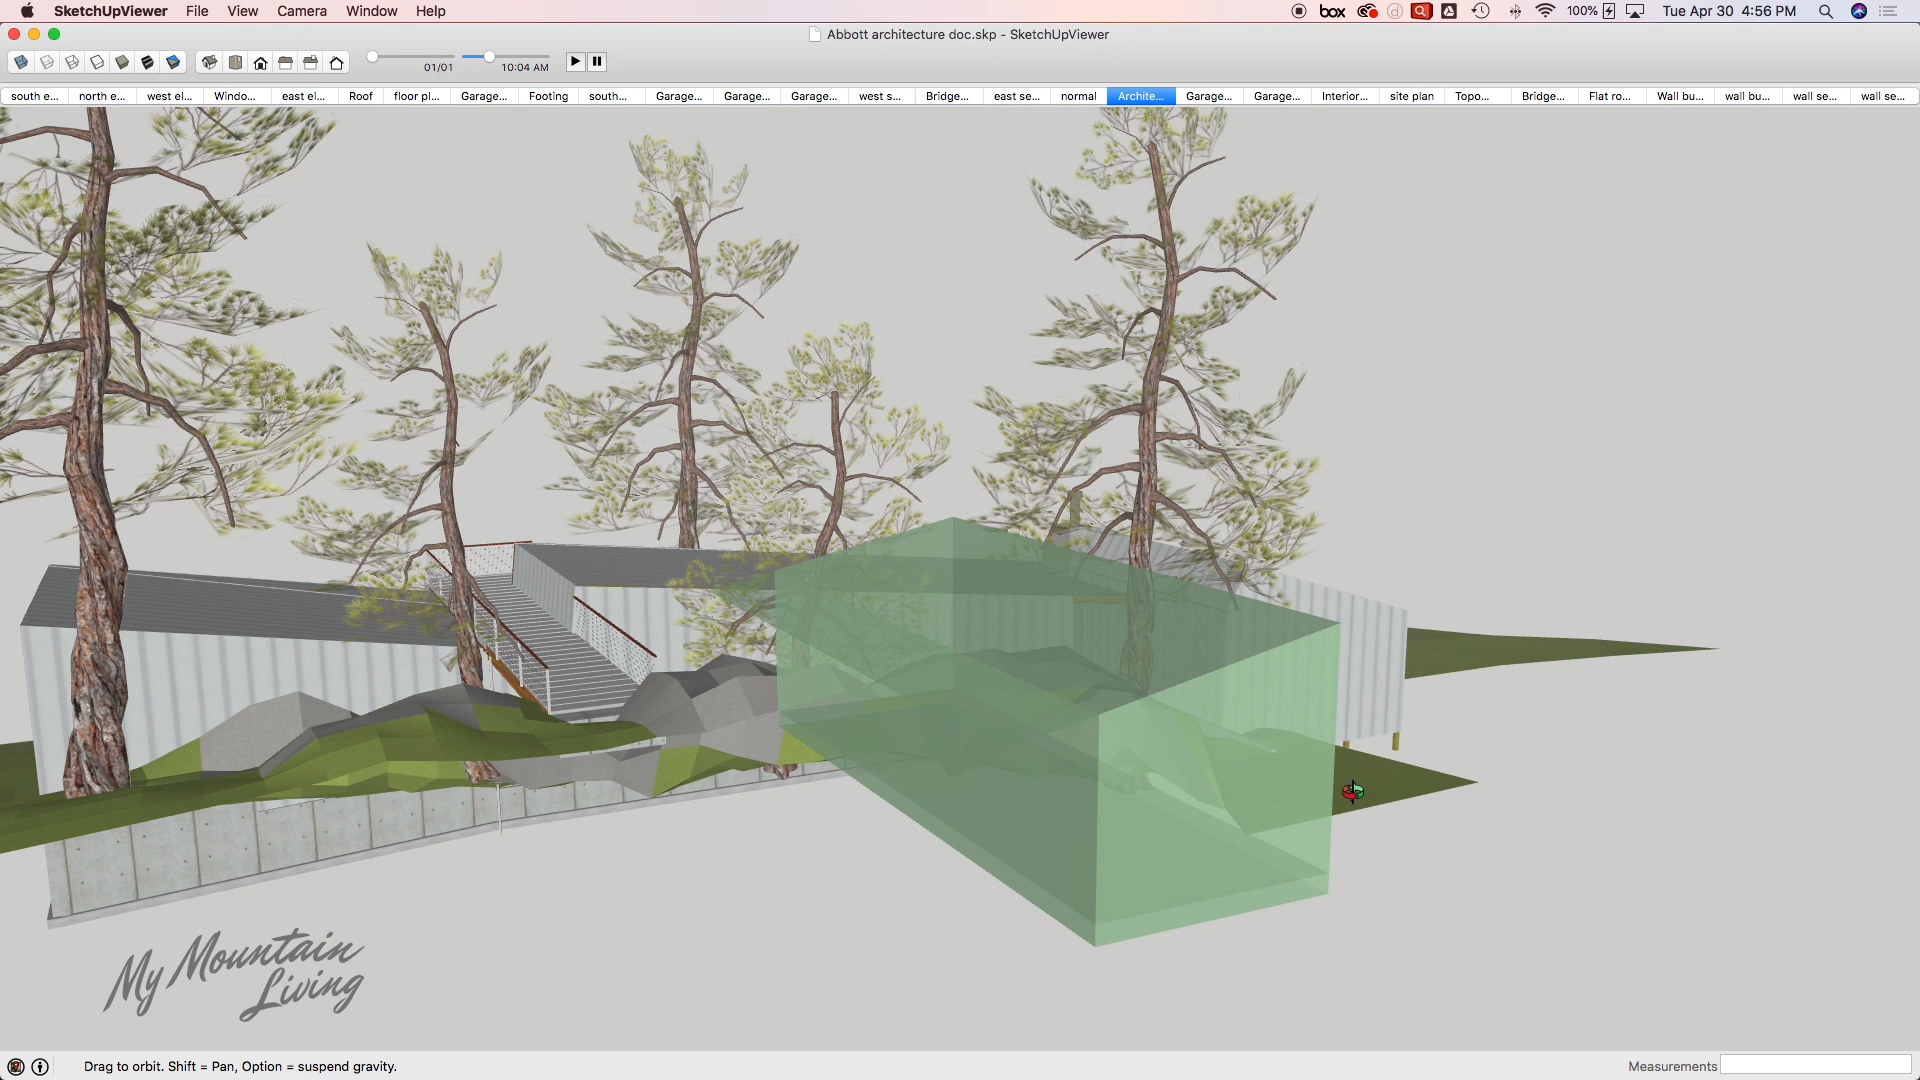 SketchUpViewer File View Camera Window Help
box 100% Tue Apr 30 4:56 PM
Abbott architecture doc.skp - SketchUpViewer
01/01 10:04 AM
south e... north e... west el... Windo... east el... Roof floor pl... Garage... Footing south... Garage... Garage... Garage... west s... Bridge... east se... normal Archite... Garage... Garage... Interior... site plan Topo... Bridge... Flat ro... Wall bu... wall bu... wall se... wall se...
My Mountain
Living
Drag to orbit. Shift = Pan, Option = suspend gravity.
Measurements